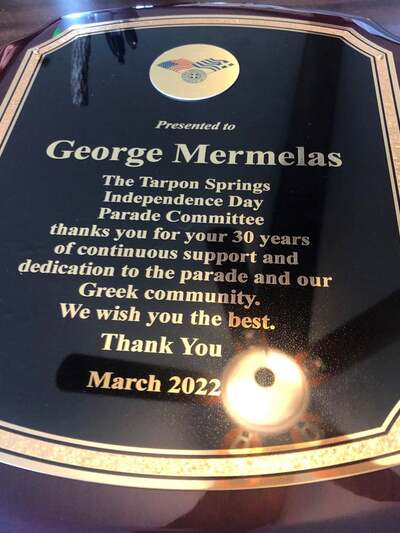 Presented to
George Mermelas
The Tarpon Springs
Independence Day
Parade Committee
thanks you for your 30 years
of continuous support and
dedication to the parade and our
Greek community.
We wish you the best.
Thank You
March 2022